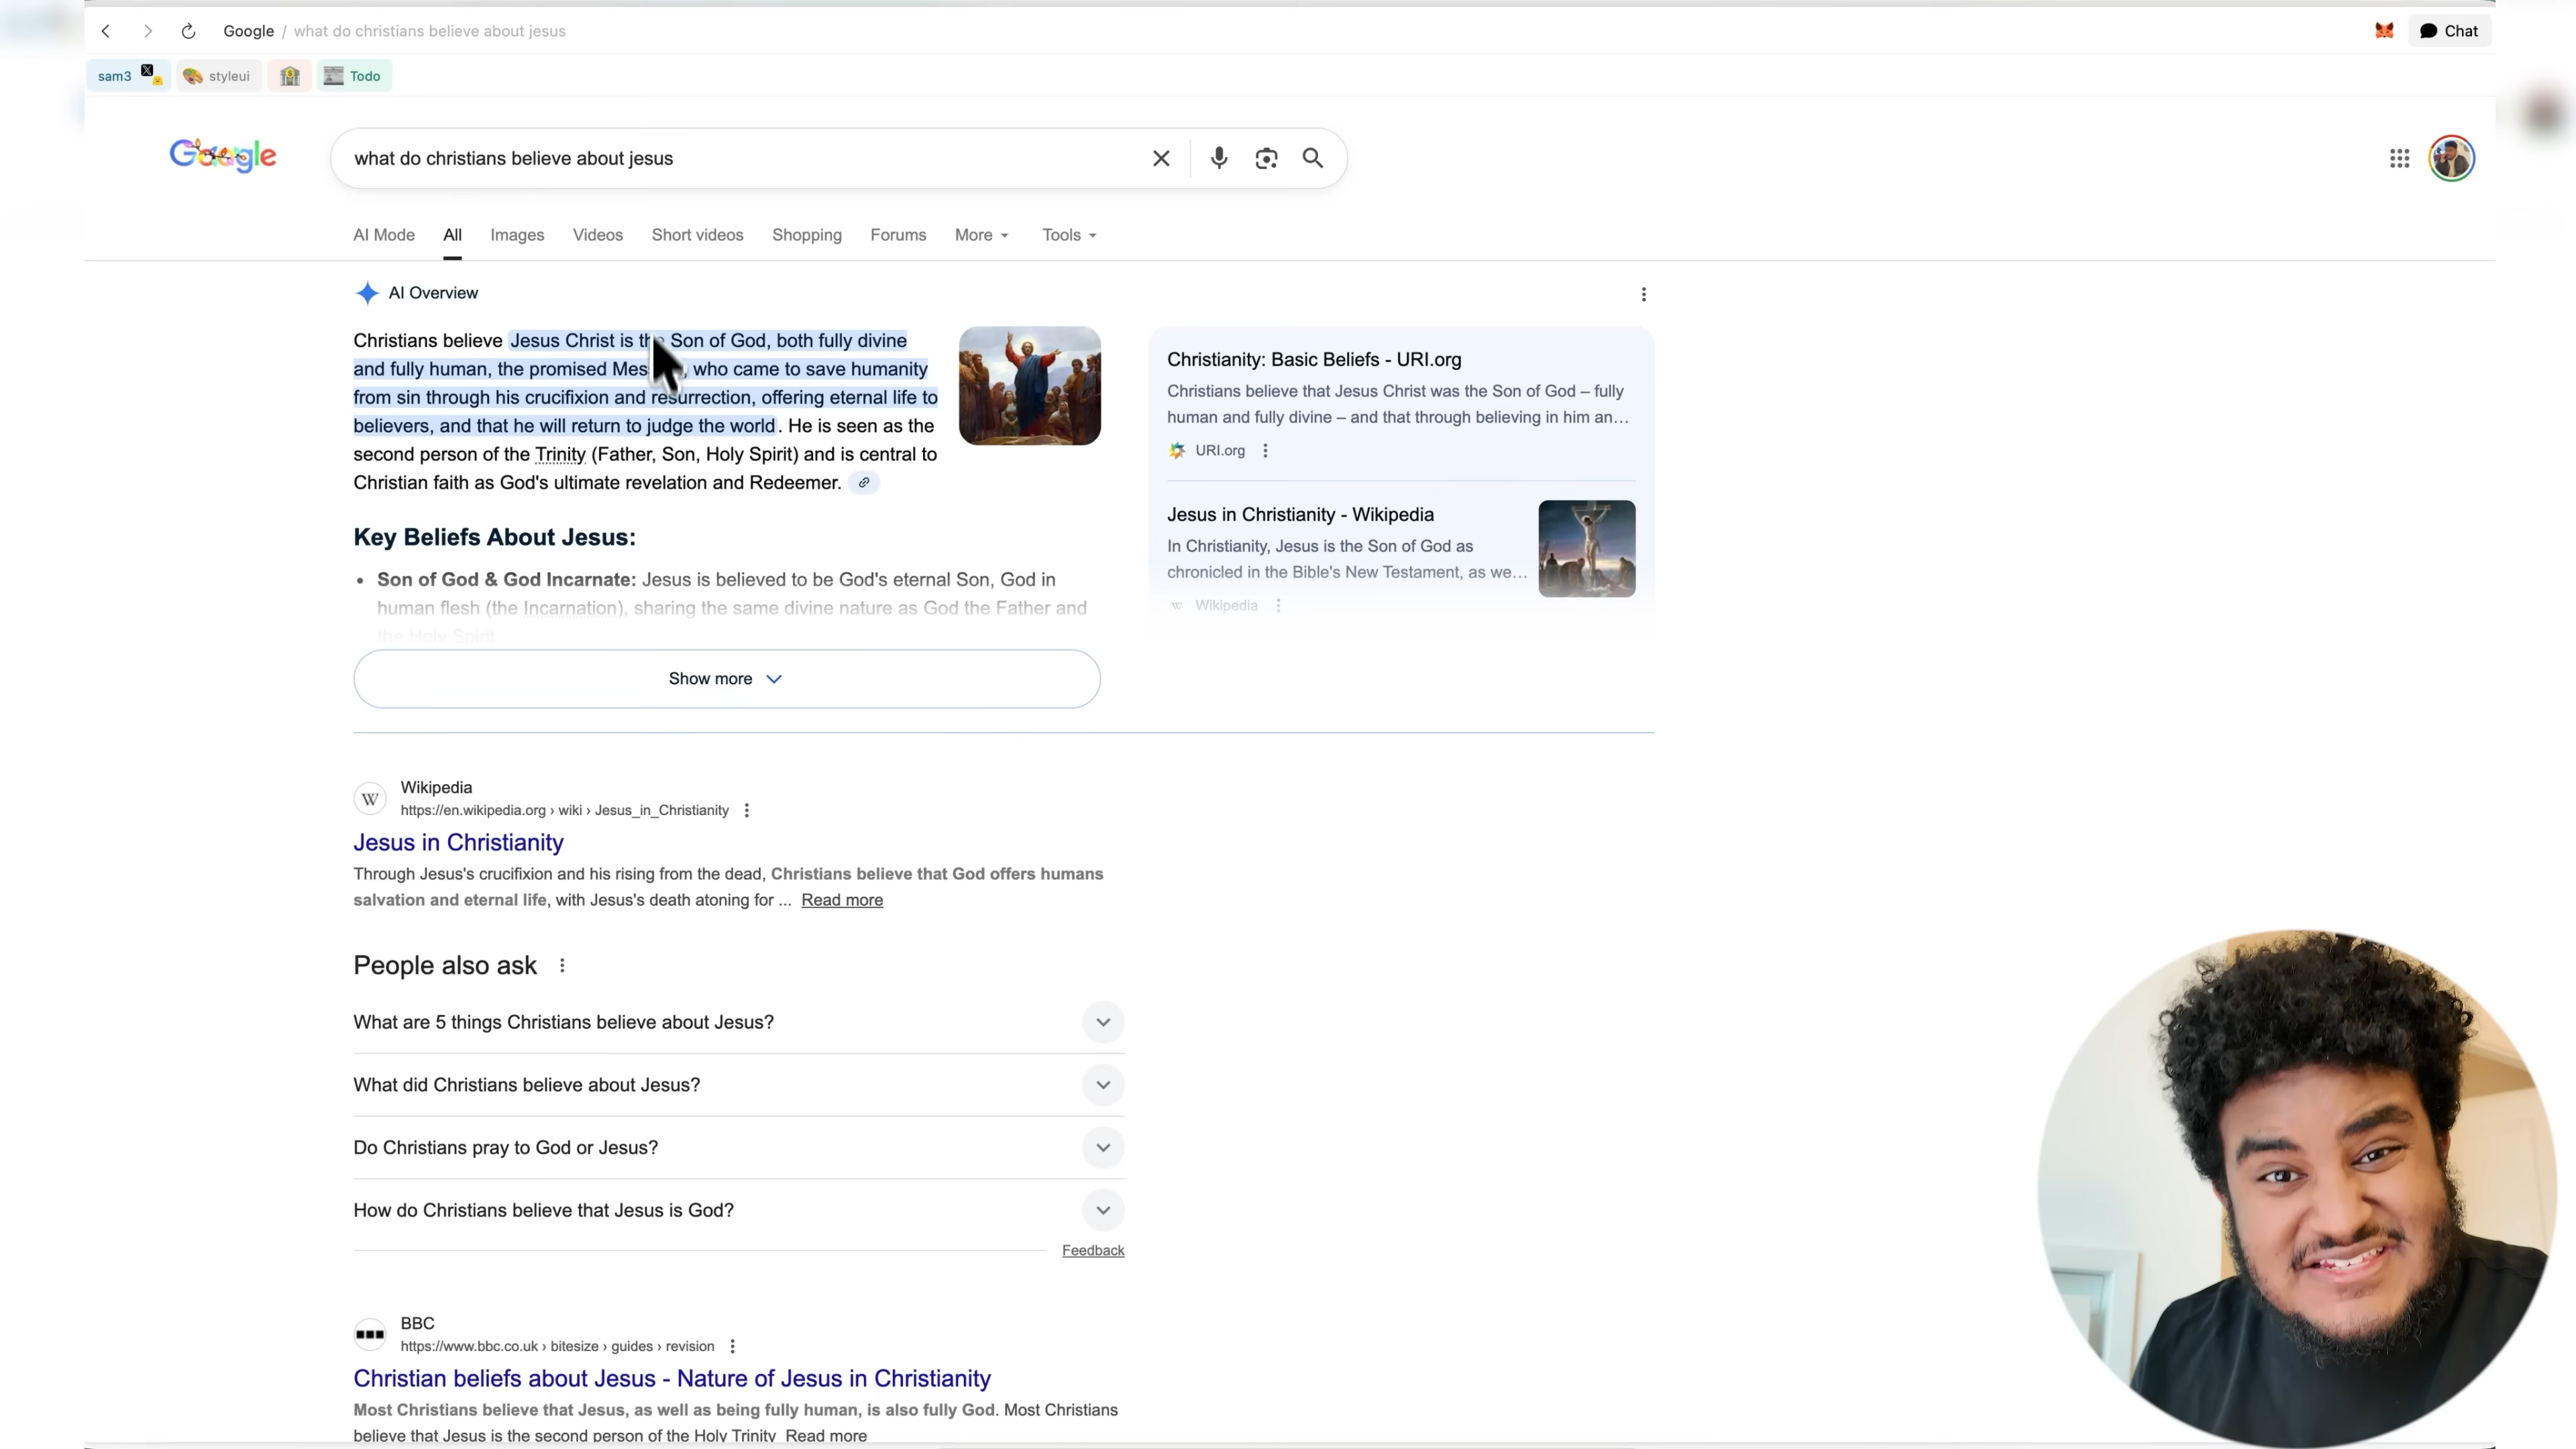 Google / what do christians believe about jesus
Chat
sam3
styleui
Todo
Google
what do christians believe about jesus
AI Mode
All
Images
Videos
Short videos
Shopping
Forums
More
Tools
AI Overview
Christians believe Jesus Christ is the Son of God, both fully divine
and fully human, the promised Mes , who came to save humanity
from sin through his crucifixion and resurrection, offering eternal life to
believers, and that he will return to judge the world. He is seen as the
second person of the Trinity (Father, Son, Holy Spirit) and is central to
Christian faith as God's ultimate revelation and Redeemer.
Key Beliefs About Jesus:
• Son of God & God Incarnate: Jesus is believed to be God's eternal Son, God in
human flesh (the Incarnation), sharing the same divine nature as God the Father and
the Holy Spirit.
Show more
Christianity: Basic Beliefs - URI.org
Christians believe that Jesus Christ was the Son of God – fully
human and fully divine – and that through believing in him an...
URI.org
Jesus in Christianity - Wikipedia
In Christianity, Jesus is the Son of God as
chronicled in the Bible's New Testament, as we...
W Wikipedia
W Wikipedia
https://en.wikipedia.org › wiki › Jesus_in_Christianity
Jesus in Christianity
Through Jesus's crucifixion and his rising from the dead, Christians believe that God offers humans
salvation and eternal life, with Jesus's death atoning for ... Read more
People also ask
What are 5 things Christians believe about Jesus?
What did Christians believe about Jesus?
Do Christians pray to God or Jesus?
How do Christians believe that Jesus is God?
Feedback
BBC
https://www.bbc.co.uk › bitesize › guides › revision
Christian beliefs about Jesus - Nature of Jesus in Christianity
Most Christians believe that Jesus, as well as being fully human, is also fully God. Most Christians
believe that Jesus is the second person of the Holy Trinity Read more